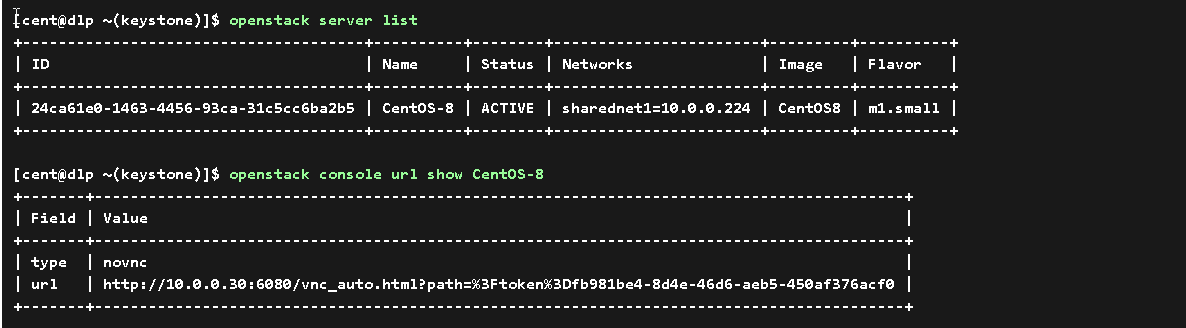 [cent@dlp ~(keystone)]$ openstack server list
+--------------------------------------+----------+--------+-----------------------+---------+----------+
| ID                                   | Name     | Status | Networks              | Image   | Flavor   |
+--------------------------------------+----------+--------+-----------------------+---------+----------+
| 24ca61e0-1463-4456-93ca-31c5cc6ba2b5 | CentOS-8 | ACTIVE | sharednet1=10.0.0.224 | CentOS8 | m1.small |
+--------------------------------------+----------+--------+-----------------------+---------+----------+
[cent@dlp ~(keystone)]$ openstack console url show CentOS-8
+-------+------------------------------------------------------------------------------------------+
| Field | Value                                                                                    |
+-------+------------------------------------------------------------------------------------------+
| type  | novnc                                                                                    |
| url   | http://10.0.0.30:6080/vnc_auto.html?path=%3Ftoken%3Dfb981be4-8d4e-46d6-aeb5-450af376acf0 |
+-------+------------------------------------------------------------------------------------------+